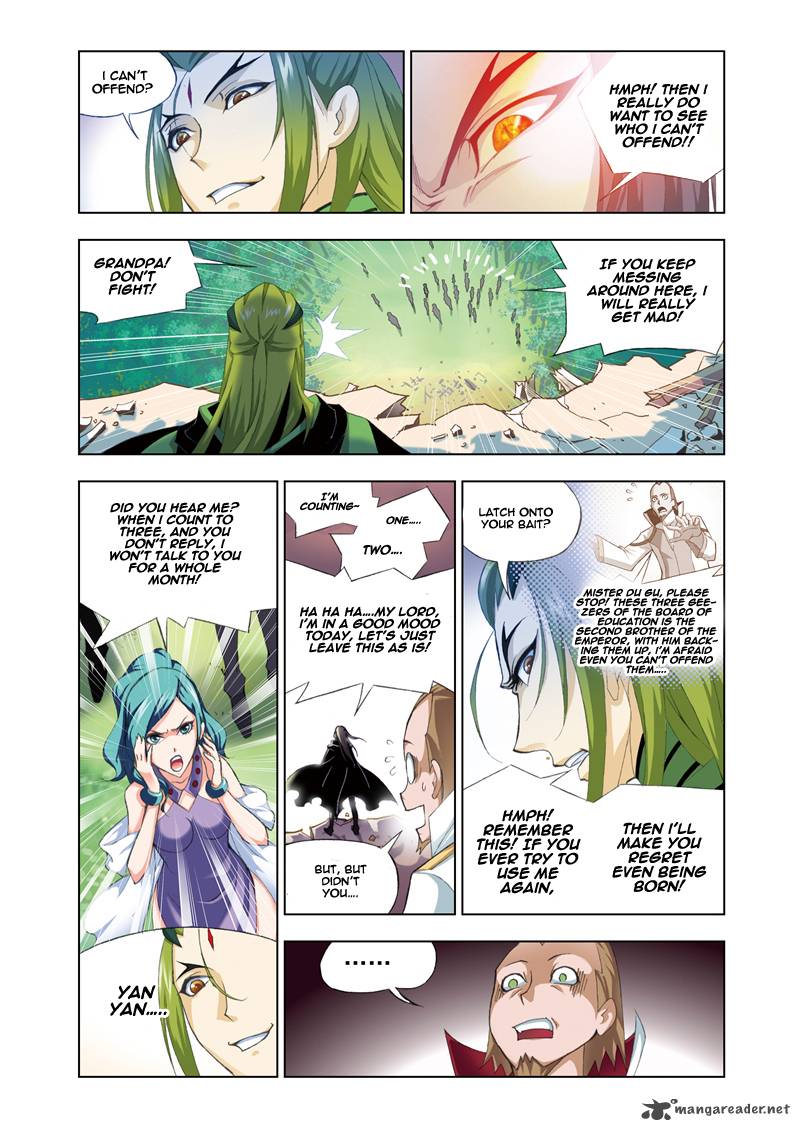 I CAN'T
OFFEND?
HMPH! THEN I
REALLY DO
WANT TO SEE
WHO I CAN'T
OFFEND!!
GRANDPA!
DON'T
FIGHT!
IF YOU KEEP
MESSING
AROUND HERE, I
WILL REALLY
GET MAD!
DID YOU HEAR ME?
WHEN I COUNT TO
THREE, AND YOU
DON'T REPLY, I
WON'T TALK TO YOU
FOR A WHOLE
MONTH!
I'M
COUNTING~
ONE.....
TWO....
HA HA HA....MY LORD,
I'M IN A GOOD MOOD
TODAY, LET'S JUST
LEAVE THIS AS IS!
BUT, BUT
DIDN'T
YOU....
LATCH ONTO
YOUR BAIT?
MISTER DU GU, PLEASE
STOP! THESE THREE GEE-
ZERS OF THE BOARD OF
EDUCATION IS THE
SECOND BROTHER OF THE
EMPEROR, WITH HIM BACK-
ING THEM UP, I'M AFRAID
EVEN YOU CAN'T OFFEND
THEM.....
HMPH!
REMEMBER
THIS! IF YOU
EVER TRY TO
USE ME
AGAIN,
THEN I'LL
MAKE YOU
REGRET
EVEN BEING
BORN!
YAN
YAN.....
......
mangareader.net